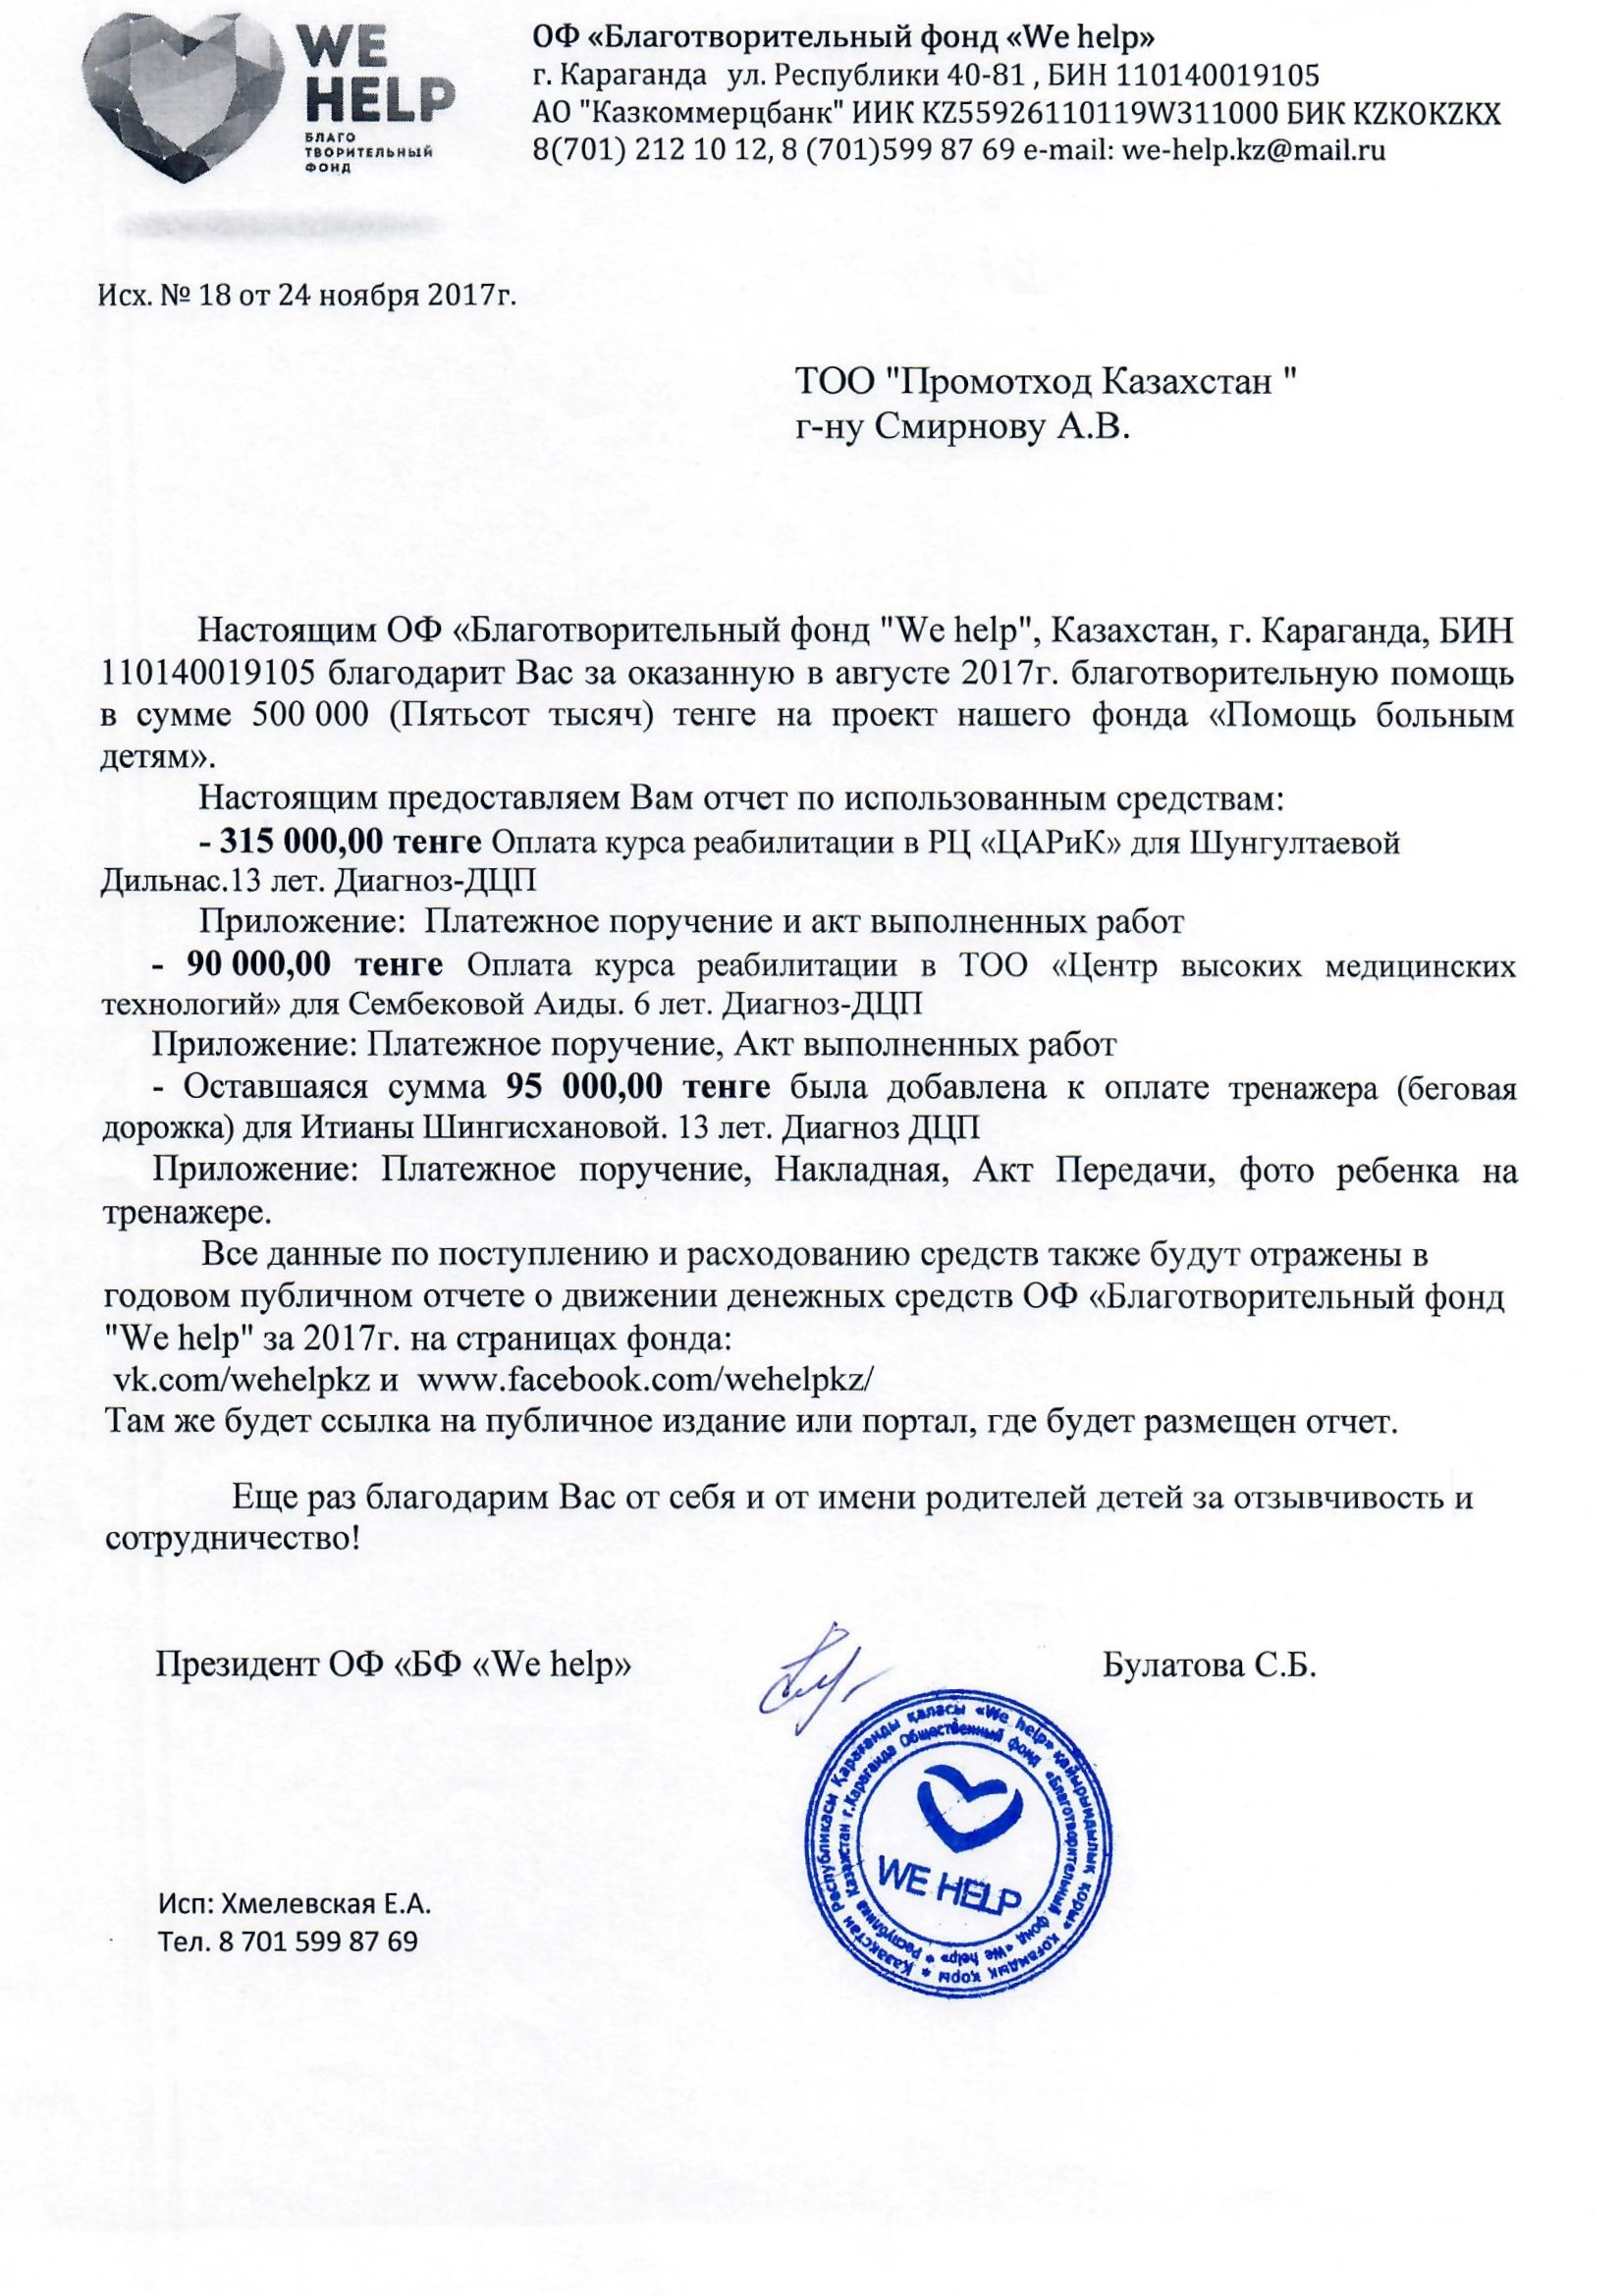 WE
HELP
БЛАГО
ТВОРИТЕЛЬНЫЙ
ФОНД
ОФ «Благотворительный фонд «We help»
г. Караганда ул. Республики 40-81 , БИН 110140019105
АО "Казкоммерцбанк" ИИК KZ55926110119W311000 БИК KZKOKZKX
8(701) 212 10 12, 8 (701)599 87 69 e-mail: we-help.kz@mail.ru
Исх. № 18 от 24 ноября 2017г.
ТОО "Промотход Казахстан "
г-ну Смирнову А.В.
Настоящим ОФ «Благотворительный фонд "We help", Казахстан, г. Караганда, БИН
110140019105 благодарит Вас за оказанную в августе 2017г. благотворительную помощь
в сумме 500 000 (Пятьсот тысяч) тенге на проект нашего фонда «Помощь больным
детям».
Настоящим предоставляем Вам отчет по использованным средствам:
- 315 000,00 тенге Оплата курса реабилитации в РЦ «ЦАРиК» для Шунгултаевой
Дильнас.13 лет. Диагноз-ДЦП
Приложение: Платежное поручение и акт выполненных работ
- 90 000,00 тенге Оплата курса реабилитации в ТОО «Центр высоких медицинских
технологий» для Сембековой Аиды. 6 лет. Диагноз-ДЦП
Приложение: Платежное поручение, Акт выполненных работ
- Оставшаяся сумма 95 000,00 тенге была добавлена к оплате тренажера (беговая
дорожка) для Итианы Шингисхановой. 13 лет. Диагноз ДЦП
Приложение: Платежное поручение, Накладная, Акт Передачи, фото ребенка на
тренажере.
Все данные по поступлению и расходованию средств также будут отражены в
годовом публичном отчете о движении денежных средств ОФ «Благотворительный фонд
"We help" за 2017г. на страницах фонда:
vk.com/wehelpkz и www.facebook.com/wehelpkz/
Там же будет ссылка на публичное издание или портал, где будет размещен отчет.
Еще раз благодарим Вас от себя и от имени родителей детей за отзывчивость и
сотрудничество!
Президент ОФ «БФ «We help»
Булатова С.Б.
Қазақстан Республикасы Қарағанды қаласы «We help» қайырымдылық қоры» қоғамдық қоры
Республика Казахстан г.Караганда Общественный фонд «Благотворительный фонд «We help»
WE HELP
Исп: Хмелевская Е.А.
Тел. 8 701 599 87 69